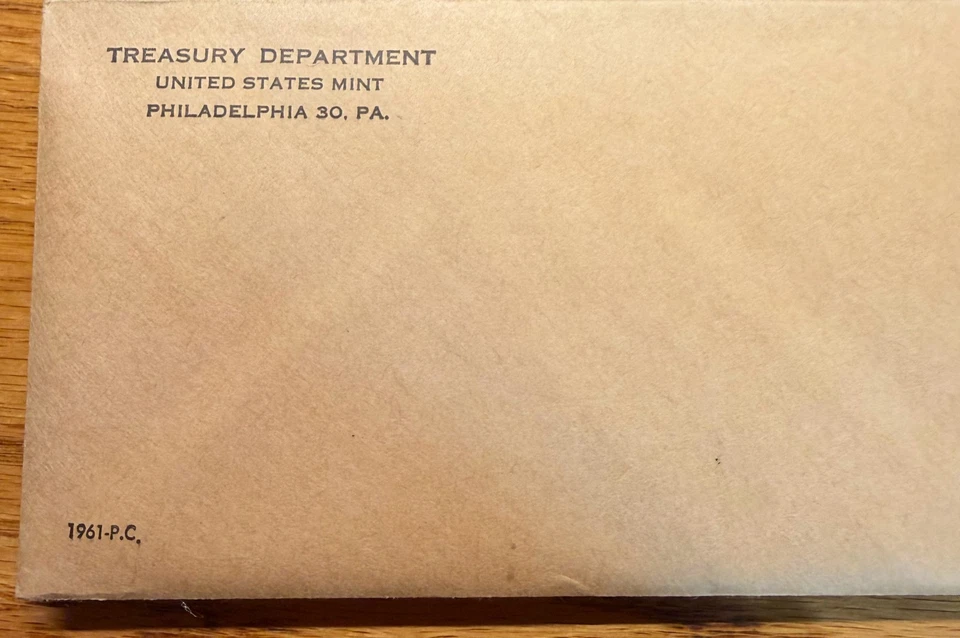 TREASURY DEPARTMENT
UNITED STATES MINT
PHILADELPHIA 30, PA.
1961-P.C.